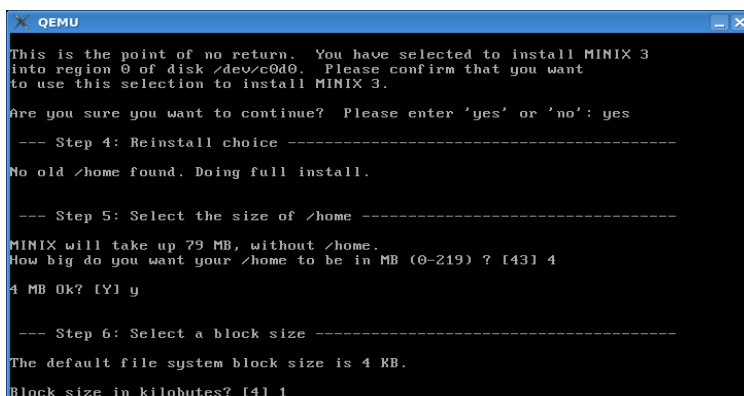 QEMU
This is the point of no return.  You have selected to install MINIX 3
into region 0 of disk /dev/c0d0.  Please confirm that you want
to use this selection to install MINIX 3.
Are you sure you want to continue?  Please enter 'yes' or 'no': yes
--- Step 4: Reinstall choice -------------------------------------------
No old /home found. Doing full install.
--- Step 5: Select the size of /home -----------------------------------
MINIX will take up 79 MB, without /home.
How big do you want your /home to be in MB (0-219) ? [43] 4
4 MB Ok? [Y] y
--- Step 6: Select a block size ----------------------------------------
The default file system block size is 4 KB.
Block size in kilobytes? [4] 1